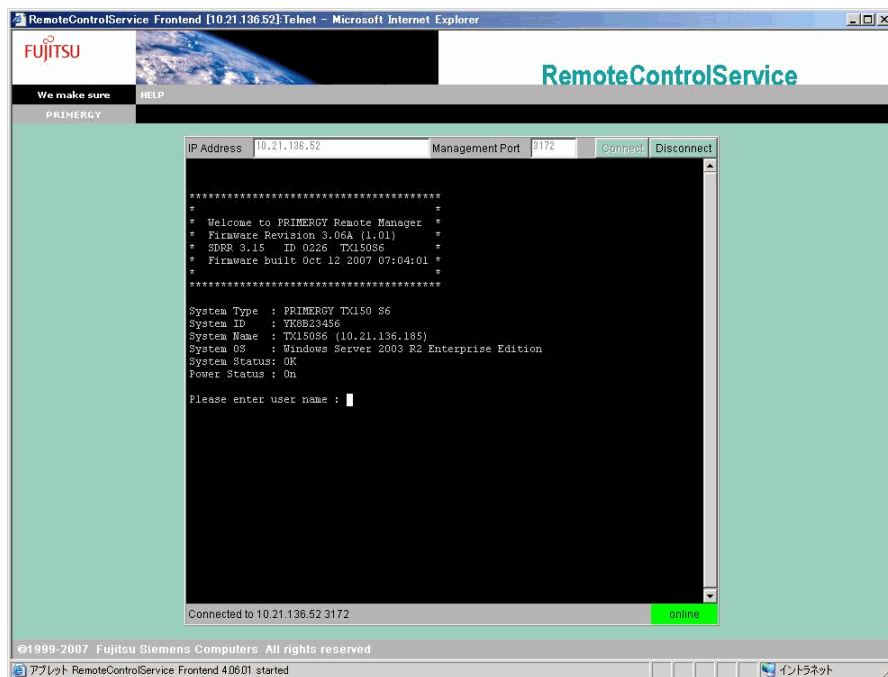 RemoteControlService Frontend [10.21.136.52]:Telnet - Microsoft Internet Explorer
FUJITSU
RemoteControlService
We make sure
HELP
PRIMERGY
IP Address 10.21.136.52 Management Port 3172 Connect Disconnect
*****************************************
* *
* Welcome to PRIMERGY Remote Manager *
* Firmware Revision 3.06A (1.01) *
* SDRR 3.15 ID 0226 TX150S6 *
* Firmware built Oct 12 2007 07:04:01 *
* *
*****************************************
System Type : PRIMERGY TX150 S6
System ID : YK8B23456
System Name : TX150S6 (10.21.136.185)
System OS : Windows Server 2003 R2 Enterprise Edition
System Status: OK
Power Status : On
Please enter user name :
Connected to 10.21.136.52 3172 online
©1999-2007 Fujitsu Siemens Computers All rights reserved
アプレット RemoteControlService Frontend 4.06.01 started イントラネット